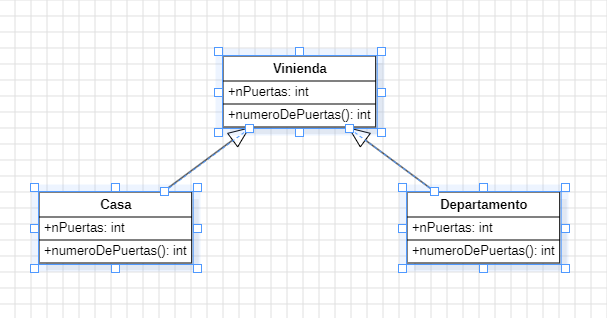 Vinienda
+nPuertas: int
+numeroDePuertas(): int
Casa
+nPuertas: int
+numeroDePuertas(): int
Departamento
+nPuertas: int
+numeroDePuertas(): int